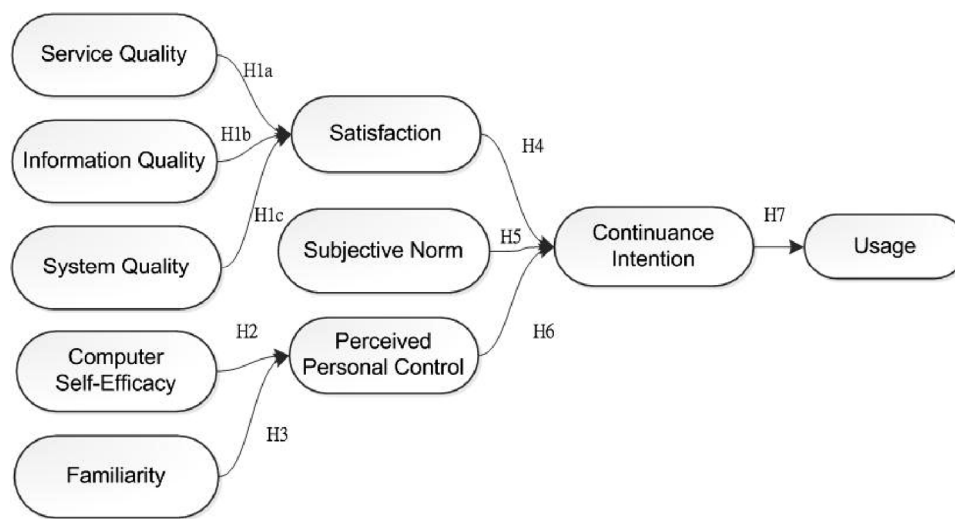 Service Quality
H1a
Information Quality
H1b
System Quality
H1c
Computer
Self-Efficacy
H2
Familiarity
H3
Satisfaction
H4
Subjective Norm
H5
Perceived
Personal Control
H6
Continuance
Intention
H7
Usage